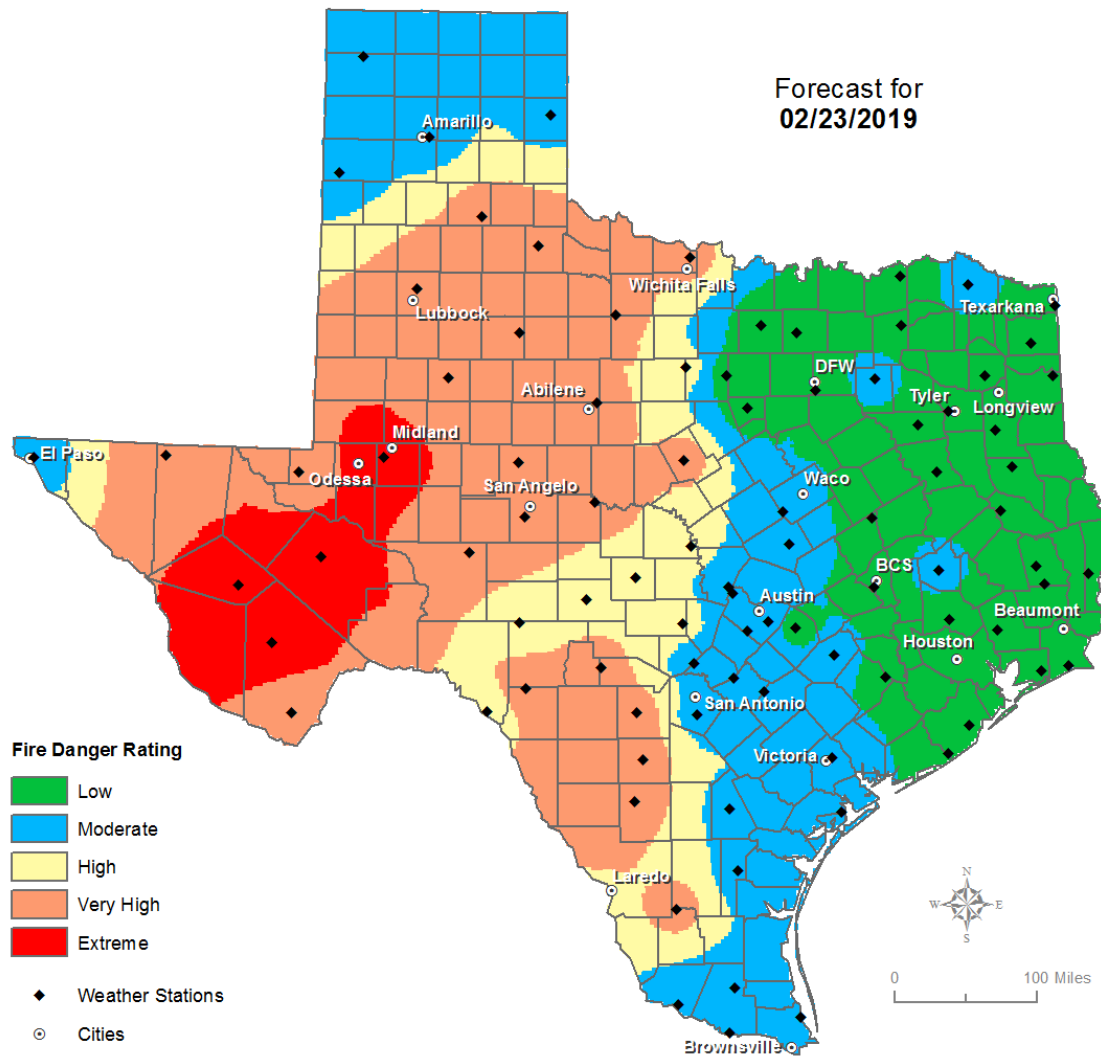 Forecast for
02/23/2019
Amarillo
Wichita Falls
Lubbock
Texarkana
DFW
Abilene
Tyler
Longview
Midland
El Paso
Odessa
San Angelo
Waco
BCS
Austin
Beaumont
Houston
San Antonio
Victoria
Laredo
Brownsville
Fire Danger Rating
Low
Moderate
High
Very High
Extreme
Weather Stations
Cities
N
W
E
S
0
100 Miles